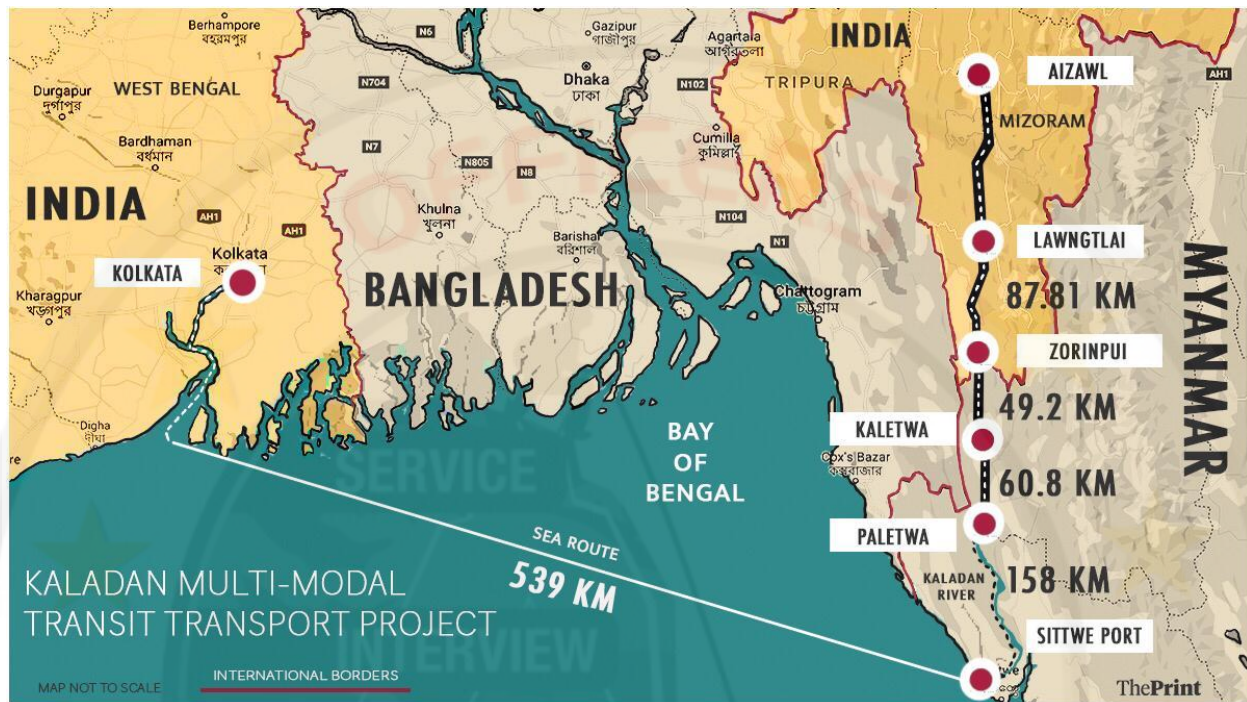 Berhampore
বহরমপুর
Gazipur
গাজীপুর
Agartala
আগরতলা
INDIA
AIZAWL
AH1
N6
Durgapur
দুর্গাপুর
WEST BENGAL
N704
Dhaka
ঢাকা
N102
TRIPURA
MIZORAM
Bardhaman
বর্ধমান
N7
N805
N8
Cumilla
কুমিল্লা
OFFICERS
INDIA
AH1
AH1
Khulna
খুলনা
Barishal
বরিশাল
N104
N1
LAWNGTLAI
Kolkata
KOLKATA
BANGLADESH
Chattogram
চট্টগ্রাম
87.81 KM
MYANMAR
Kharagpur
খড়্গপুর
ZORINPUI
49.2 KM
Digha
দীঘা
BAY
OF
BENGAL
KALETWA
Cox's Bazar
কক্সবাজার
60.8 KM
SERVICE
PALETWA
SEA ROUTE
539 KM
KALADAN
RIVER
158 KM
KALADAN MULTI-MODAL
TRANSIT TRANSPORT PROJECT
INTERVIEW
SITTWE PORT
INTERNATIONAL BORDERS
MAP NOT TO SCALE
ThePrint